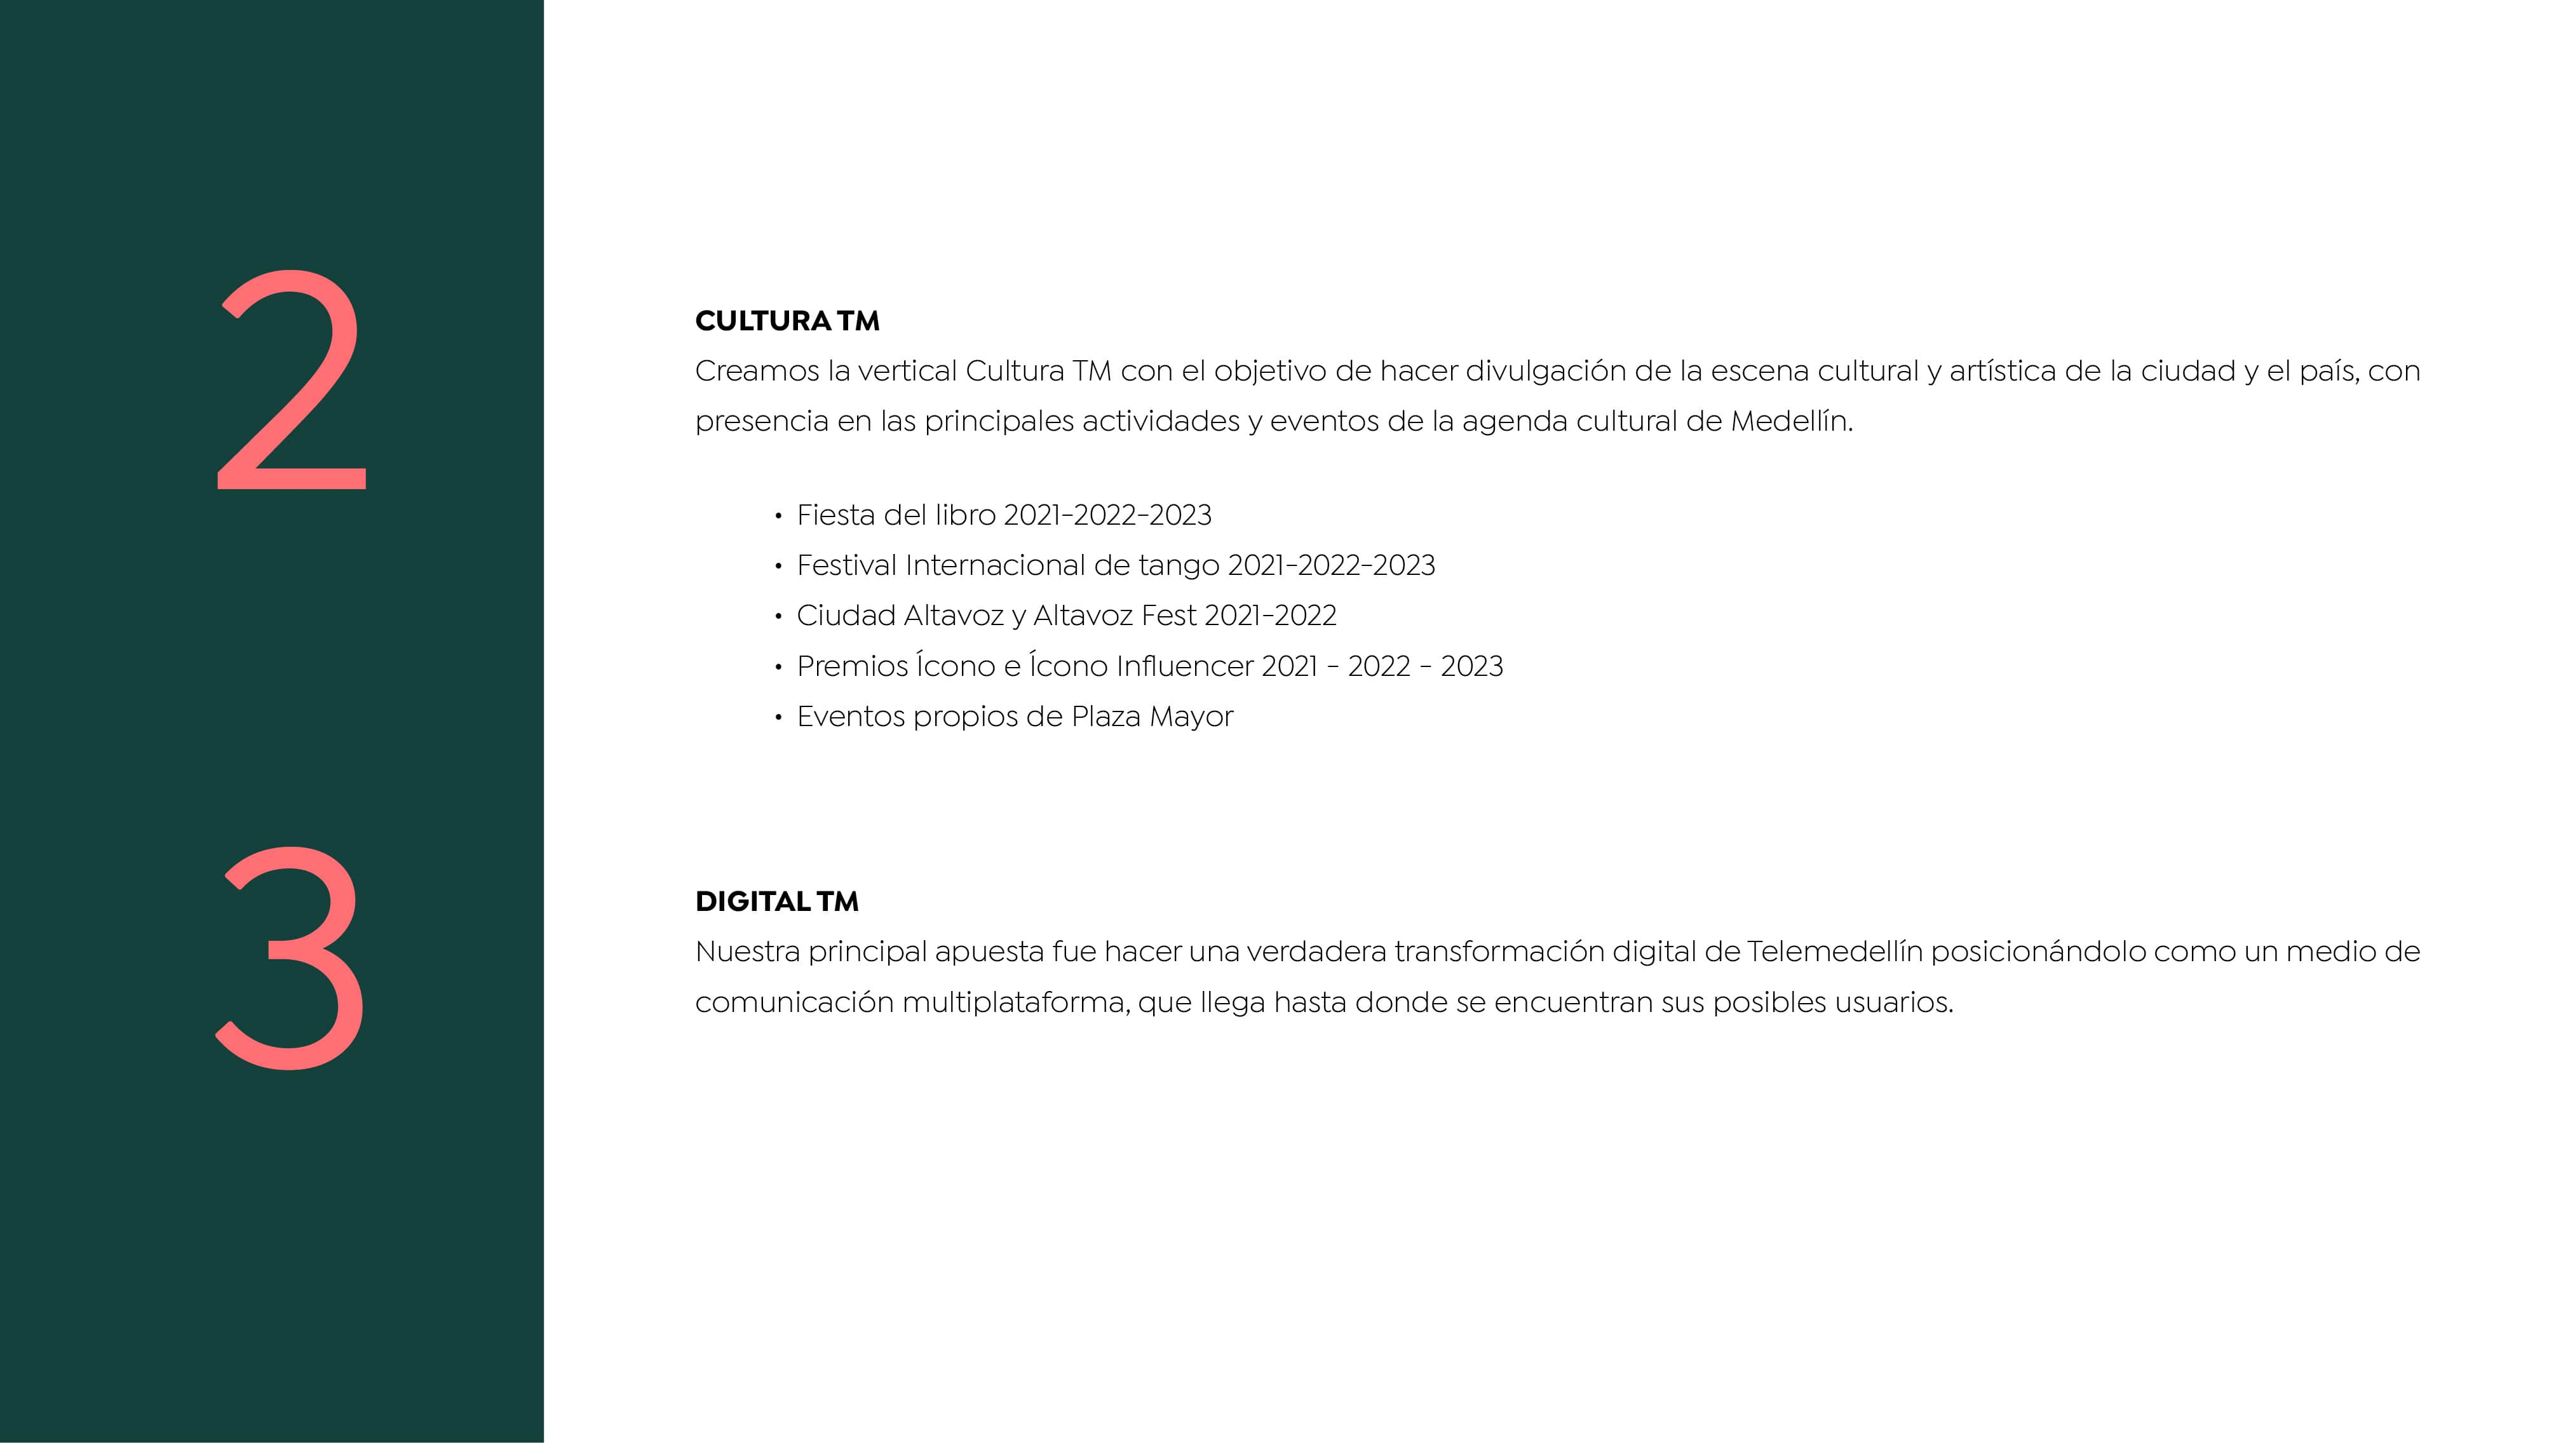 2
CULTURA TM
Creamos la vertical Cultura TM con el objetivo de hacer divulgación de la escena cultural y artística de la ciudad y el país, con
presencia en las principales actividades y eventos de la agenda cultural de Medellín.
• Fiesta del libro 2021-2022-2023
• Festival Internacional de tango 2021-2022-2023
• Ciudad Altavoz y Altavoz Fest 2021-2022
• Premios Ícono e Ícono Influencer 2021 - 2022 - 2023
• Eventos propios de Plaza Mayor
3
DIGITAL TM
Nuestra principal apuesta fue hacer una verdadera transformación digital de Telemedellín posicionándolo como un medio de
comunicación multiplataforma, que llega hasta donde se encuentran sus posibles usuarios.